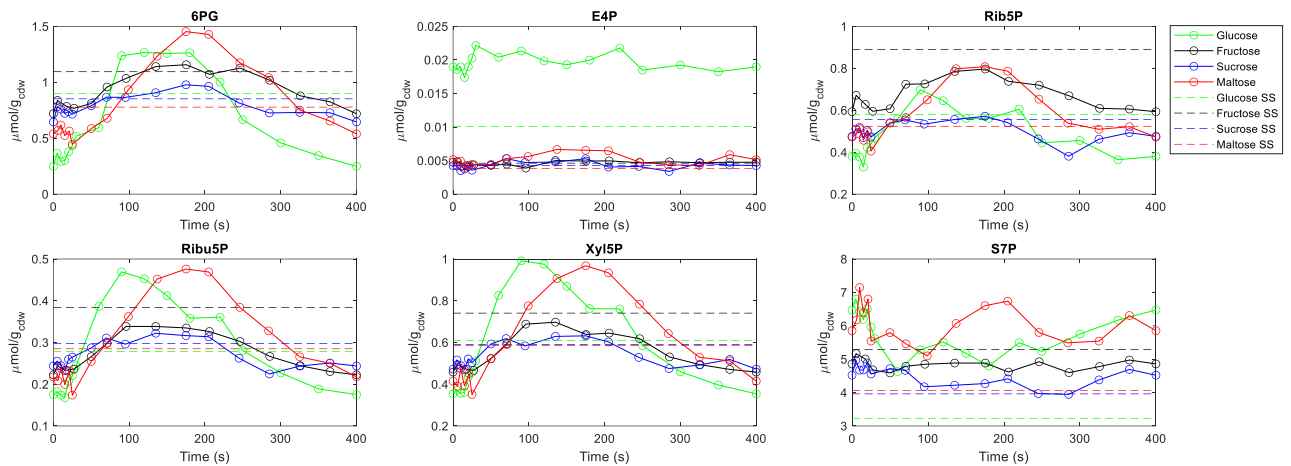 6PG
1.5
1
0.5
0
0 100 200 300 400
Time (s)
μmol/gcdw
E4P
0.025
0.02
0.015
0.01
0.005
0
0 100 200 300 400
Time (s)
μmol/gcdw
Rib5P
1
0.8
0.6
0.4
0.2
0 100 200 300 400
Time (s)
μmol/gcdw
Glucose
Fructose
Sucrose
Maltose
Glucose SS
Fructose SS
Sucrose SS
Maltose SS
Ribu5P
0.5
0.4
0.3
0.2
0.1
0 100 200 300 400
Time (s)
μmol/gcdw
Xyl5P
1
0.8
0.6
0.4
0.2
0
0 100 200 300 400
Time (s)
μmol/gcdw
S7P
8
7
6
5
4
3
0 100 200 300 400
Time (s)
μmol/gcdw